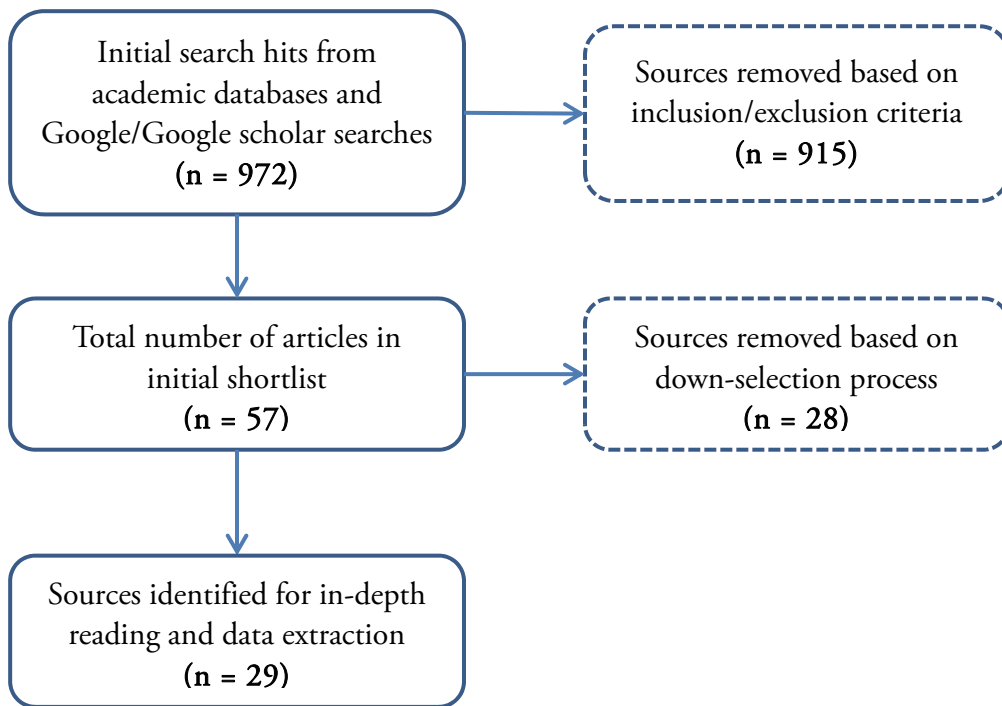 Initial search hits from
academic databases and
Google/Google scholar searches
(n = 972)
Sources removed based on
inclusion/exclusion criteria
(n = 915)
Total number of articles in
initial shortlist
(n = 57)
Sources removed based on
down-selection process
(n = 28)
Sources identified for in-depth
reading and data extraction
(n = 29)